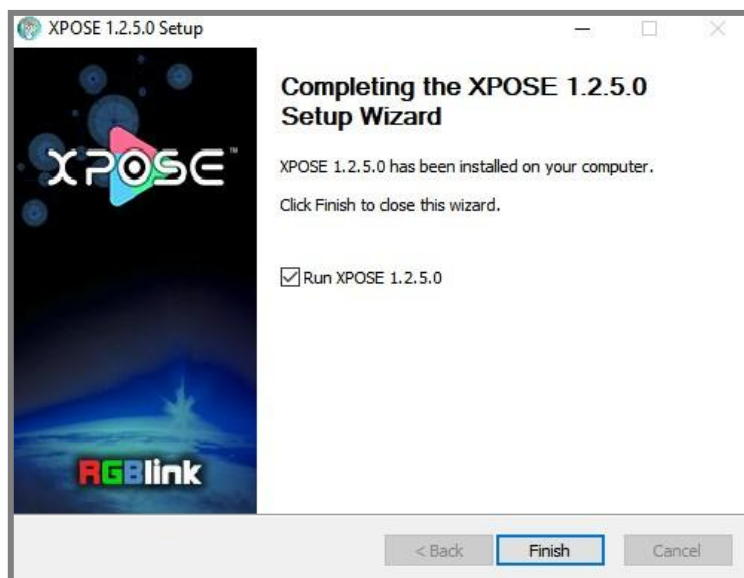 XPOSE 1.2.5.0 Setup
XPOSE™
RGBlink
Completing the XPOSE 1.2.5.0
Setup Wizard
XPOSE 1.2.5.0 has been installed on your computer.
Click Finish to close this wizard.
Run XPOSE 1.2.5.0
< Back
Finish
Cancel